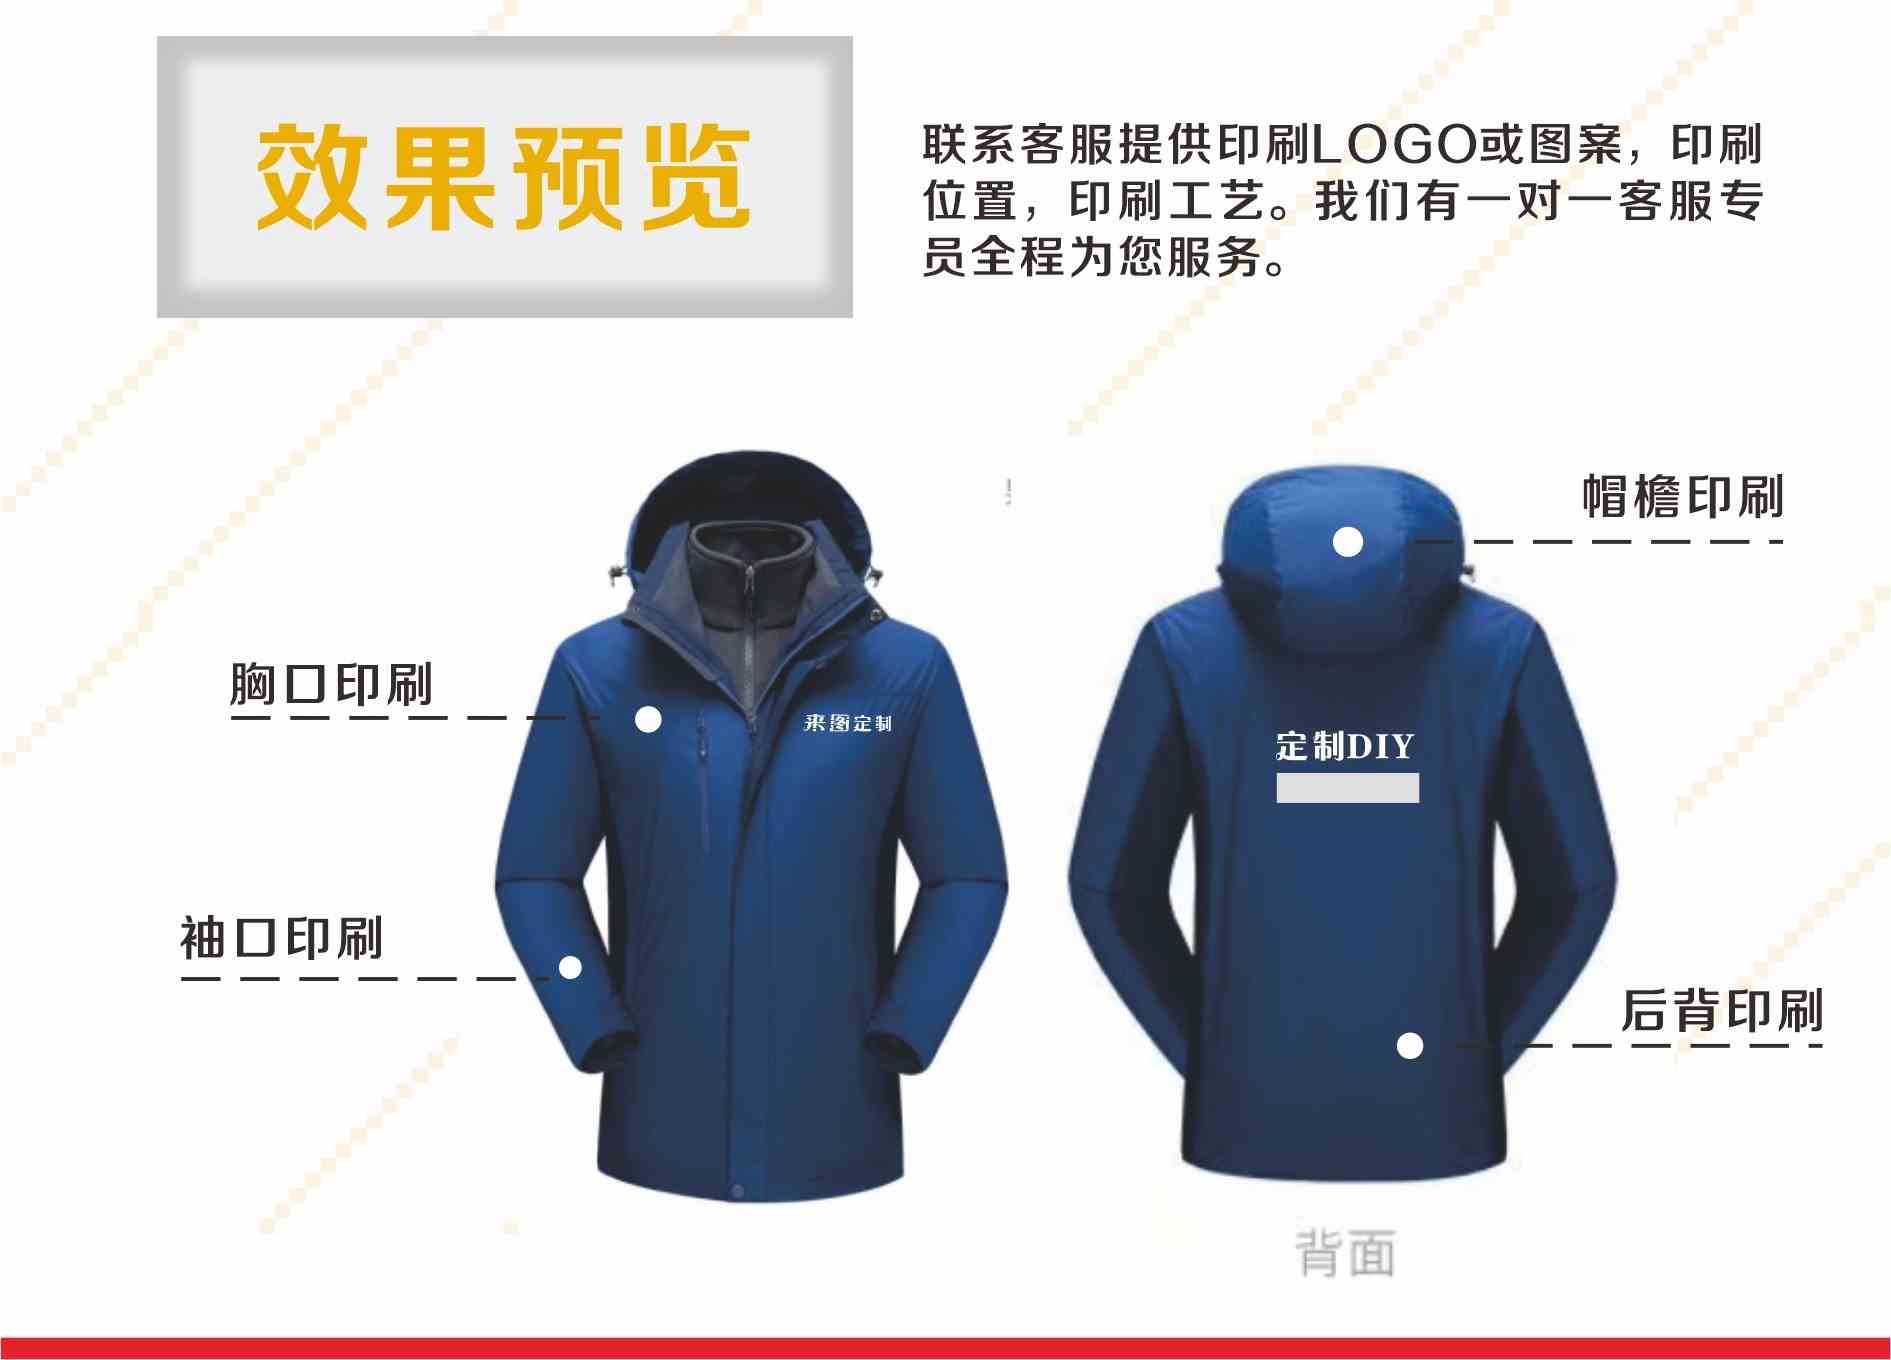 效果预览
联系客服提供印刷LOGO或图案，印刷
位置，印刷工艺。我们有一对一客服专
员全程为您服务。
帽檐印刷
胸口印刷
来图定制
定制DIY
袖口印刷
后背印刷
背面